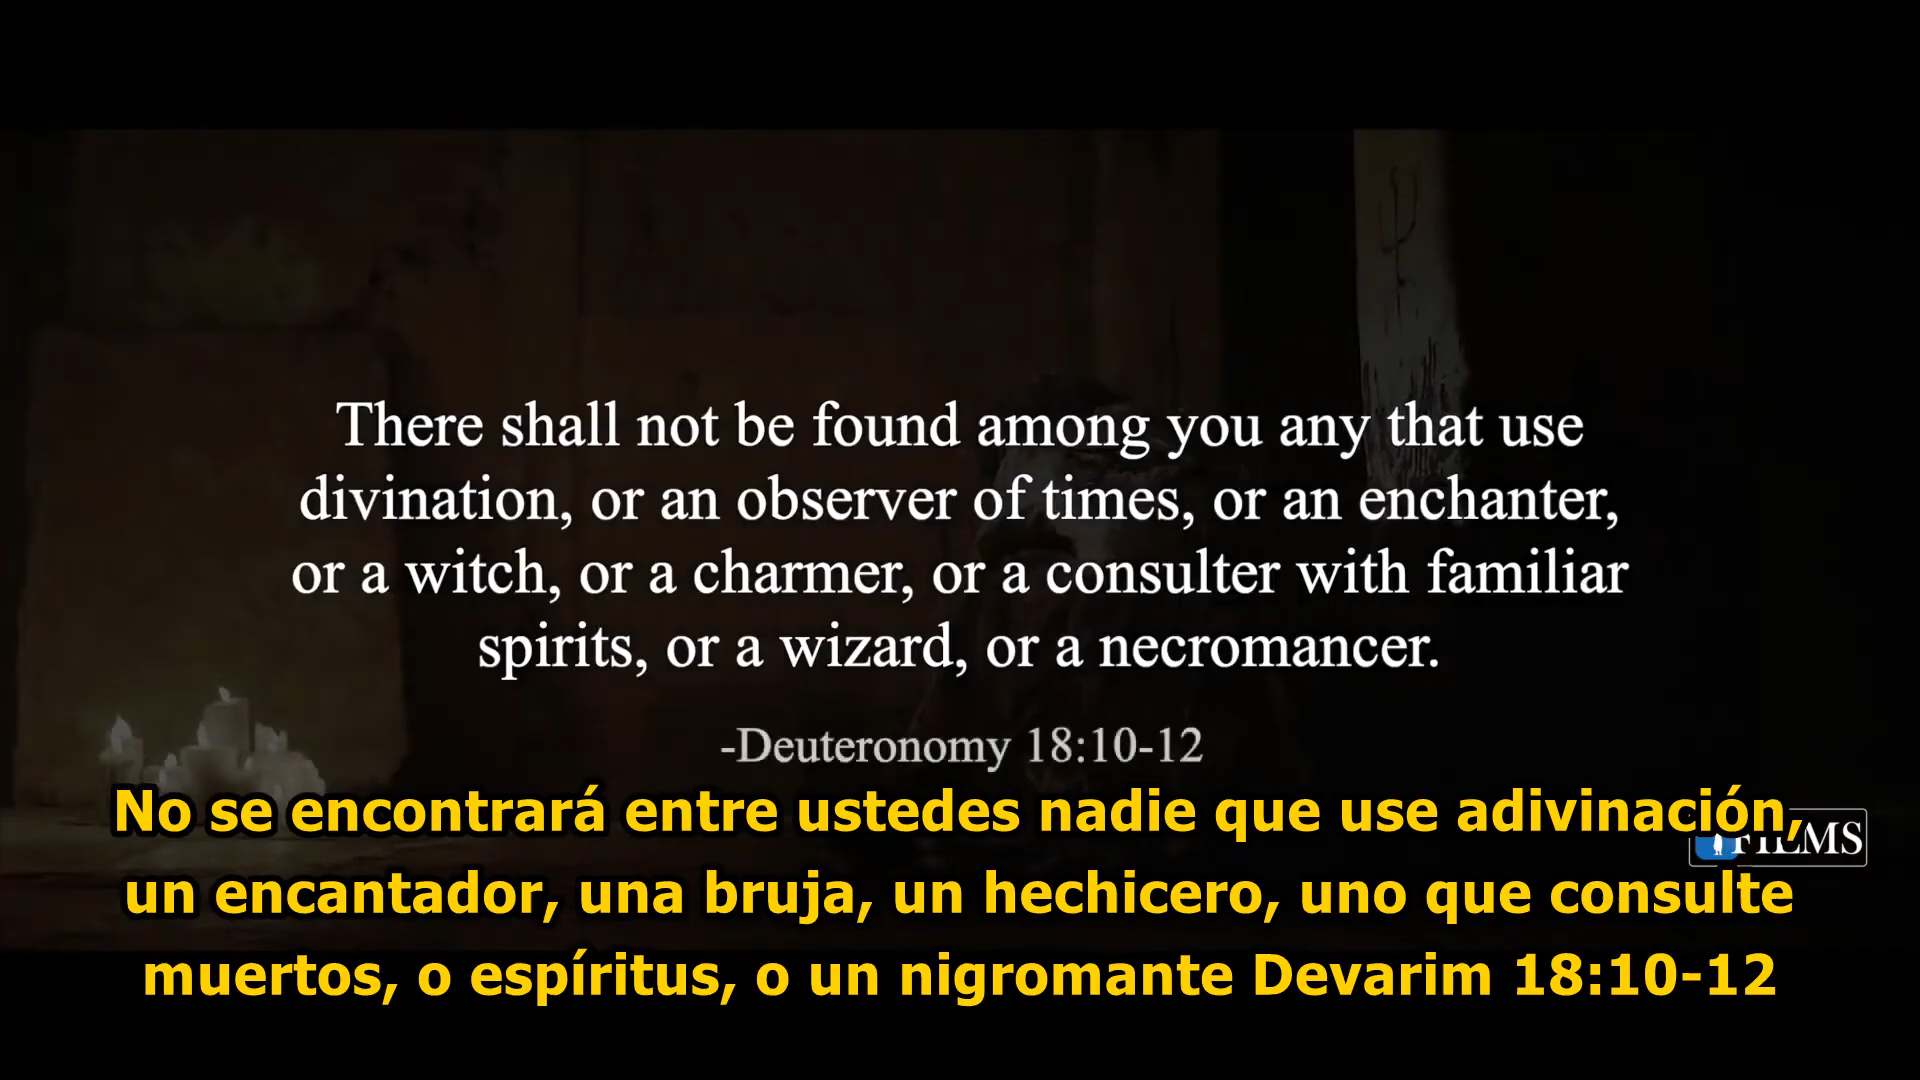 There shall not be found among you any that use
divination, or an observer of times, or an enchanter,
or a witch, or a charmer, or a consulter with familiar
spirits, or a wizard, or a necromancer.
-Deuteronomy 18:10-12
No se encontrará entre ustedes nadie que use adivinación,
FILMS
un encantador, una bruja, un hechicero, uno que consulte
muertos, o espíritus, o un nigromante Devarim 18:10-12